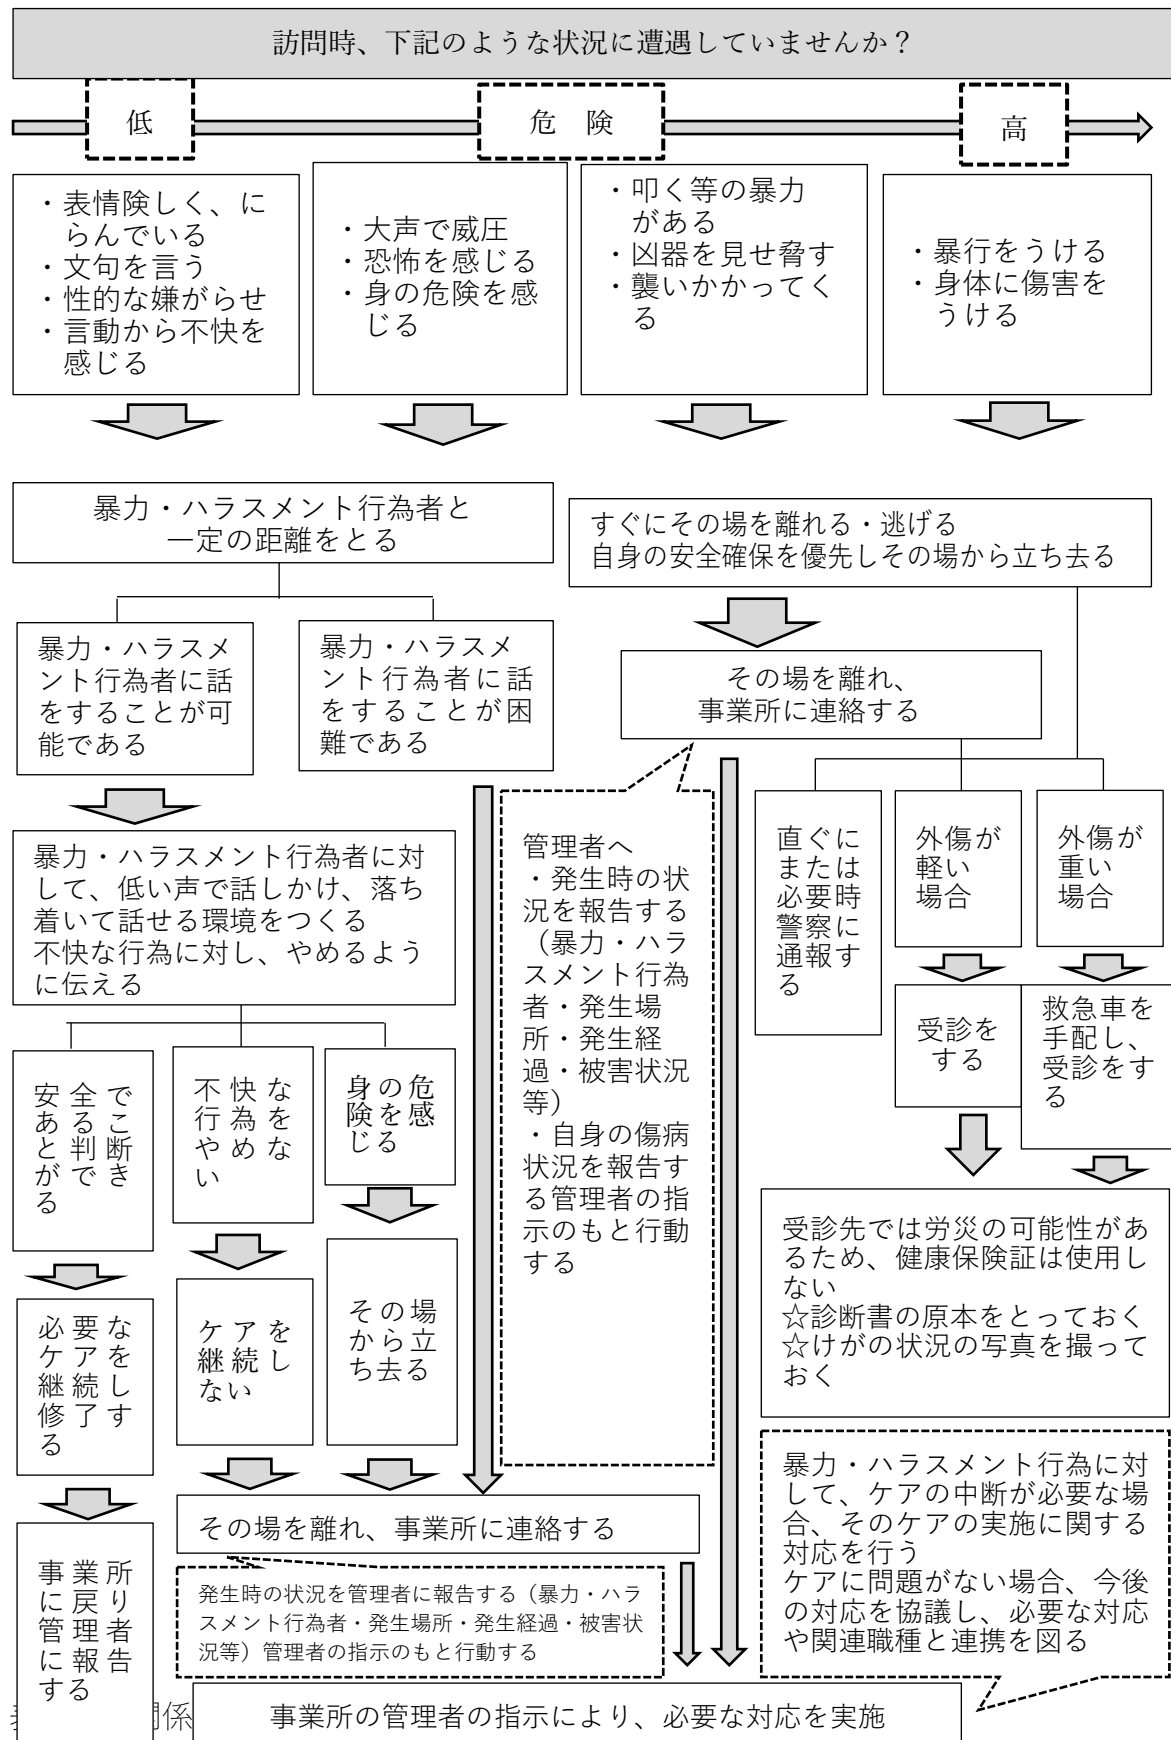 訪問時、下記のような状況に遭遇していませんか？
低
危　険
高
・表情険しく、に
らんでいる
・文句を言う
・性的な嫌がらせ
・言動から不快を
感じる
・大声で威圧
・恐怖を感じる
・身の危険を感
じる
・叩く等の暴力
がある
・凶器を見せ脅す
・襲いかかってく
る
・暴行をうける
・身体に傷害を
うける
暴力・ハラスメント行為者と
一定の距離をとる
すぐにその場を離れる・逃げる
自身の安全確保を優先しその場から立ち去る
暴力・ハラスメ
ント行為者に話
をすることが可
能である
暴力・ハラスメ
ント行為者に話
をすることが困
難である
その場を離れ、
事業所に連絡する
暴力・ハラスメント行為者に対
して、低い声で話しかけ、落ち
着いて話せる環境をつくる
不快な行為に対し、やめるよう
に伝える
管理者へ
・発生時の状
況を報告する
（暴力・ハラ
スメント行為
者・発生場
所・発生経
過・被害状況
等）
・自身の傷病
状況を報告す
る管理者の指
示のもと行動
する
直ぐに
または
必要時
警察に
通報す
る
外傷が
軽い
場合
外傷が
重い
場合
受診を
する
救急車を
手配し、
受診をす
る
安全で
あるこ
と判断
ができ
る
不快な
行為を
やめな
い
身の危
険を感
じる
受診先では労災の可能性があ
るため、健康保険証は使用し
ない
☆診断書の原本をとっておく
☆けがの状況の写真を撮って
おく
必要な
ケアを
継続し
修了す
る
ケアを
継続し
ない
その場
から立
ち去る
暴力・ハラスメント行為に対
して、ケアの中断が必要な場
合、そのケアの実施に関する
対応を行う
ケアに問題がない場合、今後
の対応を協議し、必要な対応
や関連職種と連携を図る
その場を離れ、事業所に連絡する
発生時の状況を管理者に報告する（暴力・ハラ
スメント行為者・発生場所・発生経過・被害状
況等）管理者の指示のもと行動する
事業所
に戻り
管理者
に報告
する
関係
事業所の管理者の指示により、必要な対応を実施